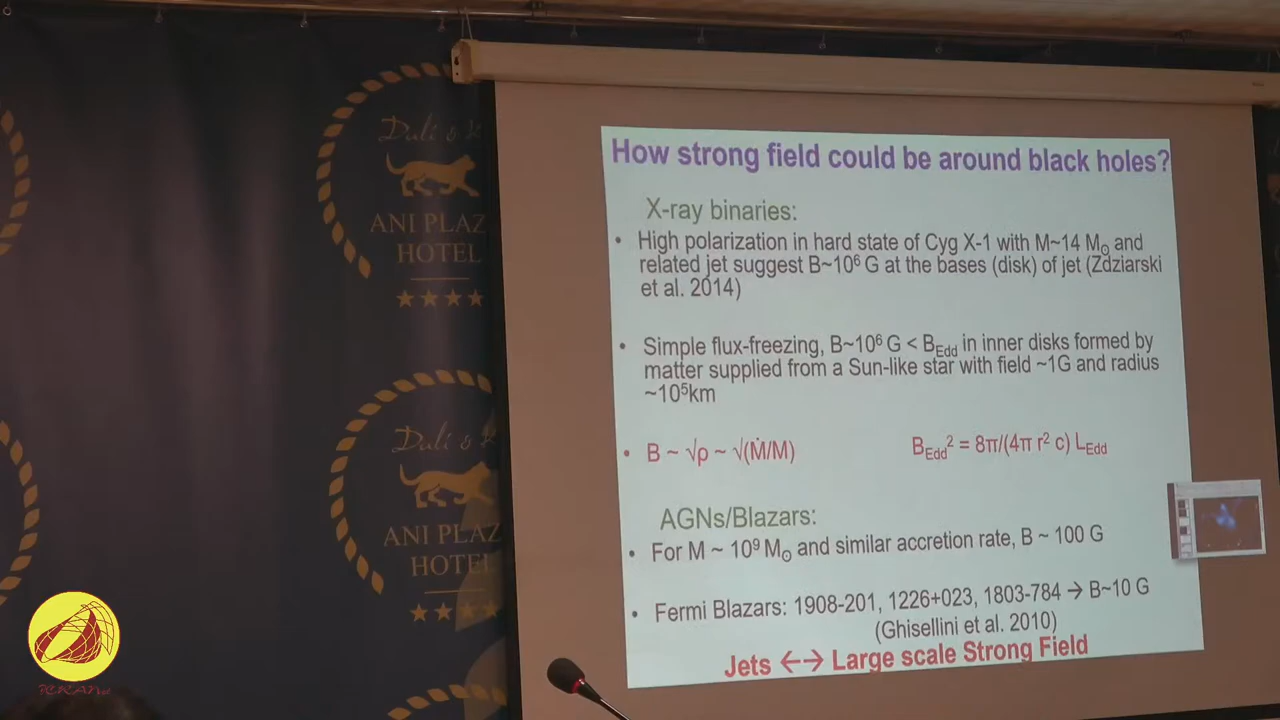 How strong field could be around black holes?
X-ray binaries:
• High polarization in hard state of Cyg X-1 with M~14 M⊙ and
related jet suggest B~10⁶ G at the bases (disk) of jet (Zdziarski
et al. 2014)
• Simple flux-freezing, B~10⁶ G < B_Edd in inner disks formed by
matter supplied from a Sun-like star with field ~1G and radius
~10⁵km
• B ~ √ρ ~ √(Ṁ/M)
B_Edd² = 8π/(4π r² c) L_Edd
AGNs/Blazars:
• For M ~ 10⁹ M⊙ and similar accretion rate, B ~ 100 G
• Fermi Blazars: 1908-201, 1226+023, 1803-784 → B~10 G
(Ghisellini et al. 2010)
Jets ←→ Large scale Strong Field
Dali &
ANI PLAZ
HOTEL
Dali &
ANI PLAZ
HOTEL